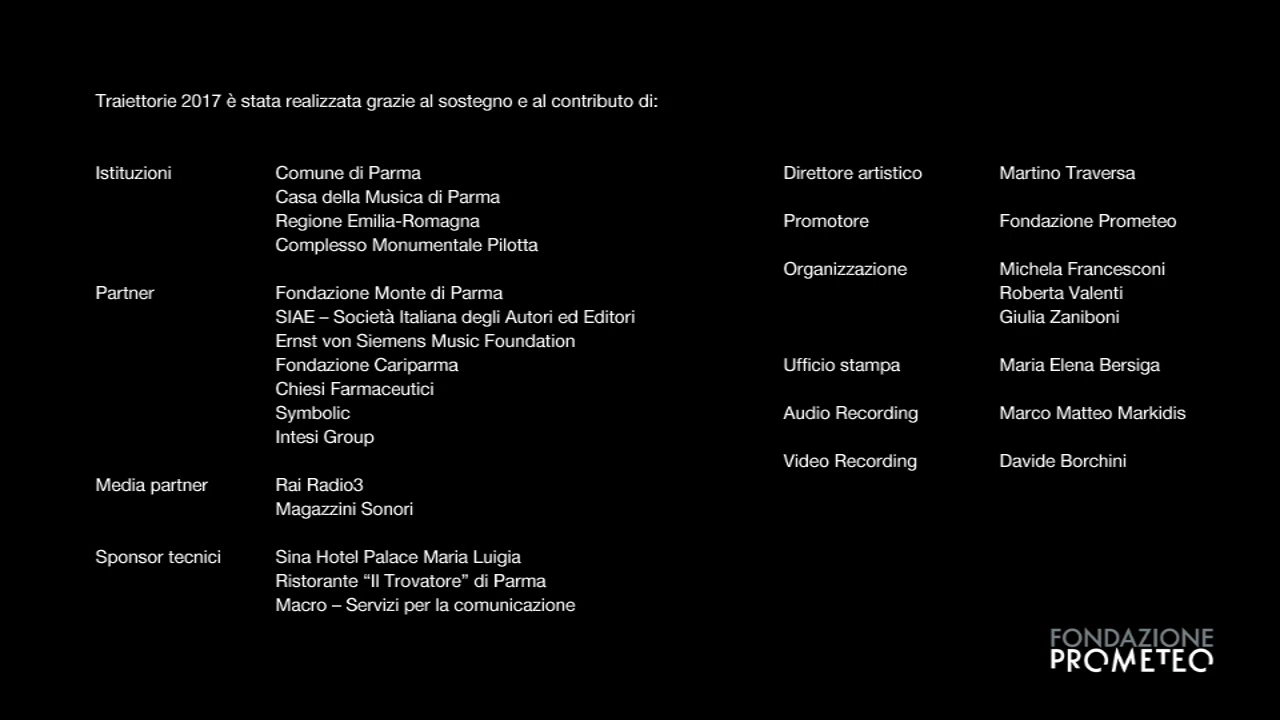 Traiettorie 2017 è stata realizzata grazie al sostegno e al contributo di:
Istituzioni Comune di Parma
Casa della Musica di Parma
Regione Emilia-Romagna
Complesso Monumentale Pilotta
Partner Fondazione Monte di Parma
SIAE – Società Italiana degli Autori ed Editori
Ernst von Siemens Music Foundation
Fondazione Cariparma
Chiesi Farmaceutici
Symbolic
Intesi Group
Media partner Rai Radio3
Magazzini Sonori
Sponsor tecnici Sina Hotel Palace Maria Luigia
Ristorante “Il Trovatore” di Parma
Macro – Servizi per la comunicazione
Direttore artistico Martino Traversa
Promotore Fondazione Prometeo
Organizzazione Michela Francesconi
Roberta Valenti
Giulia Zaniboni
Ufficio stampa Maria Elena Bersiga
Audio Recording Marco Matteo Markidis
Video Recording Davide Borchini
FONDAZIONE
PROMETEO